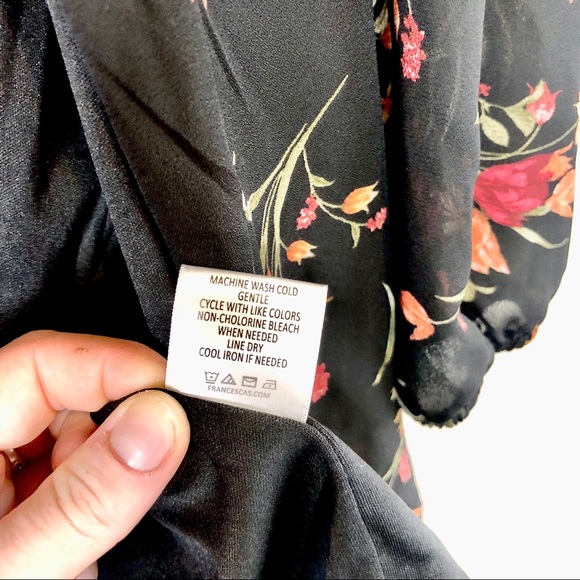 MACHINE WASH COLD
GENTLE
CYCLE WITH LIKE COLORS
NON-CHOLORINE BLEACH
WHEN NEEDED
LINE DRY
COOL IRON IF NEEDED
FRANCESCAS.COM